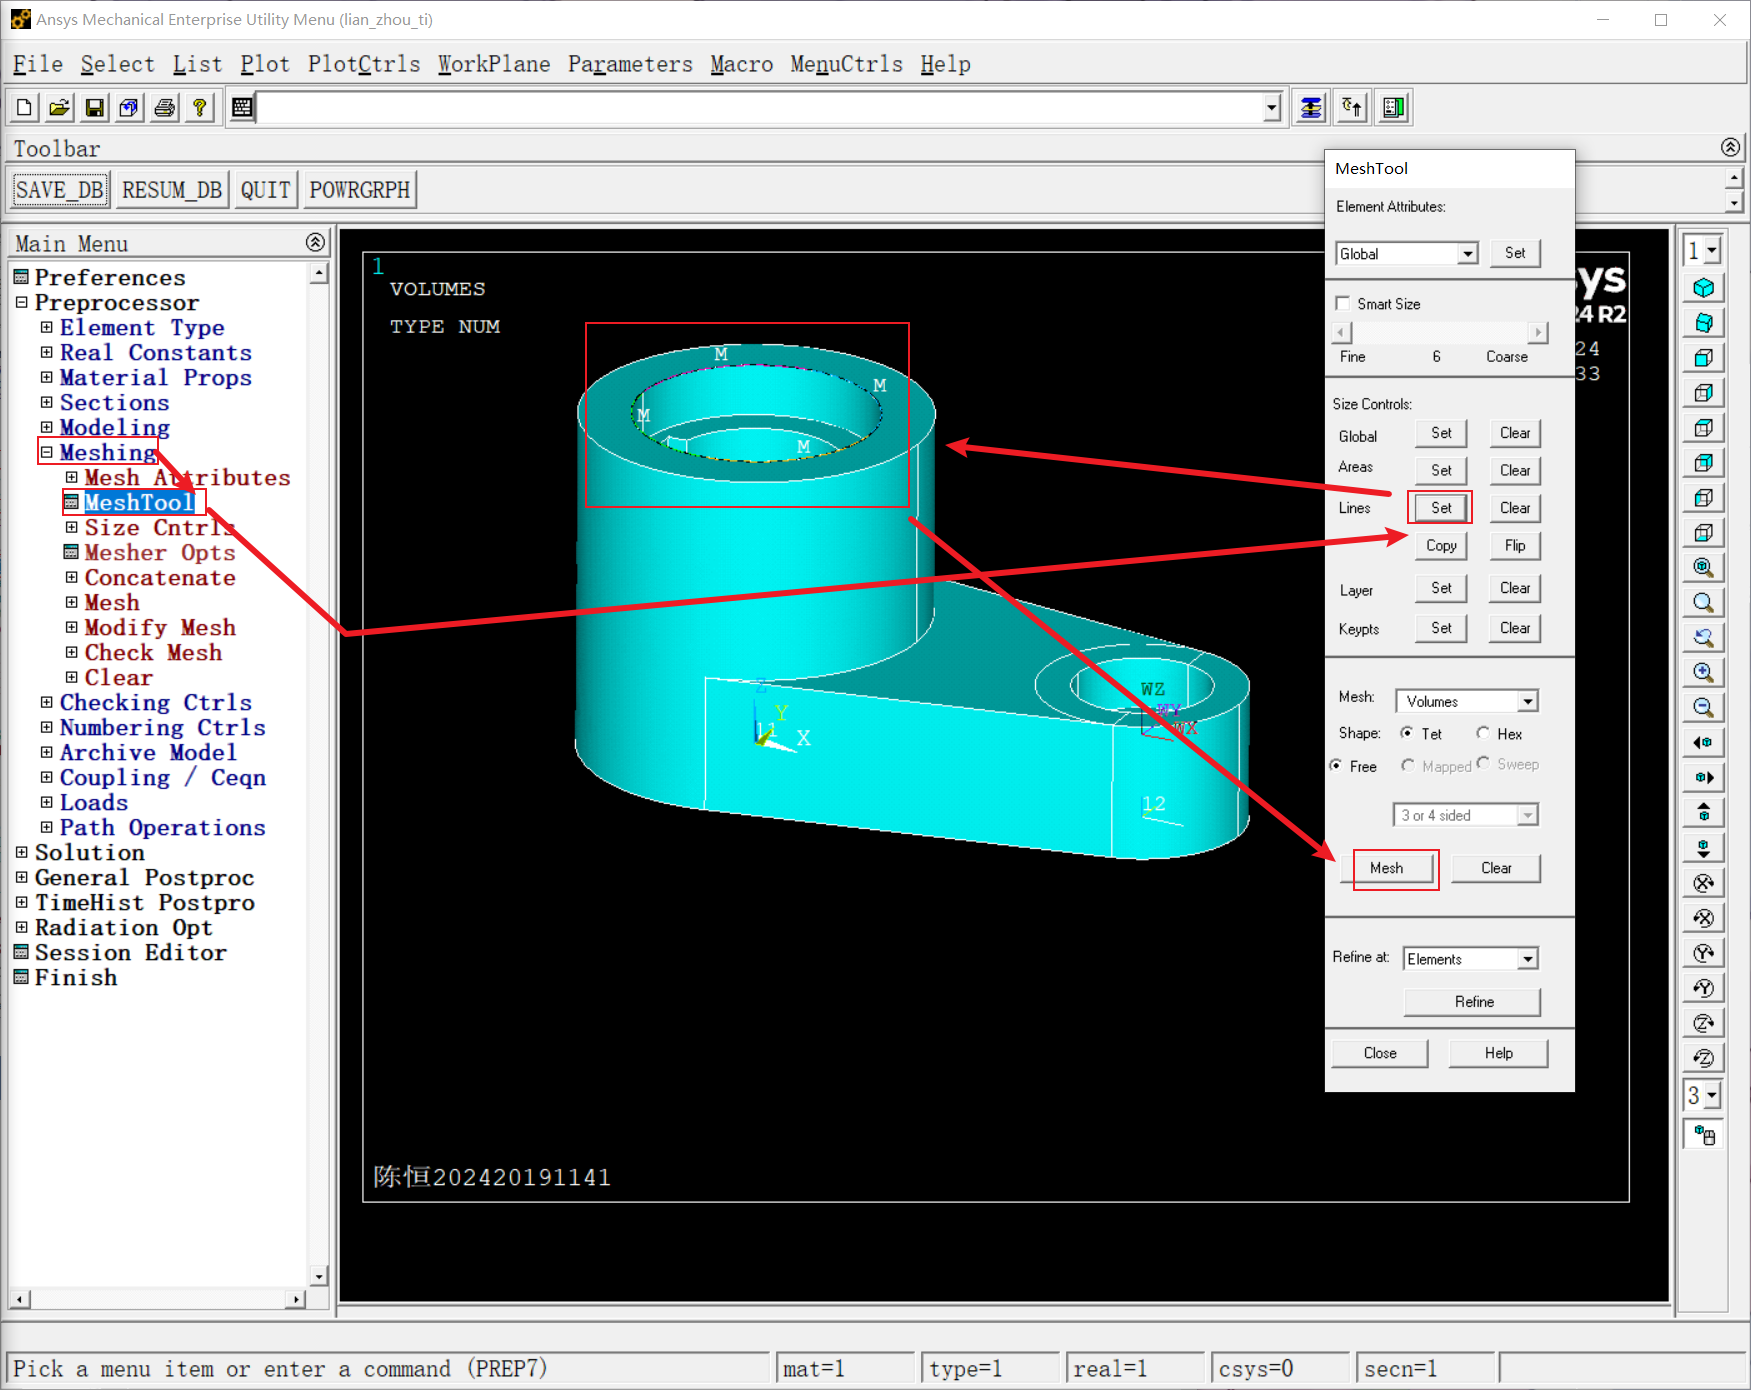 Ansys Mechanical Enterprise Utility Menu (lian_zhou_ti)
File Select List Plot PlotCtrls WorkPlane Parameters Macro MenuCtrls Help
Toolbar
SAVE_DB RESUM_DB QUIT POWRGRPH
Main Menu
Preferences
Preprocessor
Element Type
Real Constants
Material Props
Sections
Modeling
Meshing
Mesh Attributes
MeshTool
Size Cntrls
Mesher Opts
Concatenate
Mesh
Modify Mesh
Check Mesh
Clear
Checking Ctrls
Numbering Ctrls
Archive Model
Coupling / Ceqn
Loads
Path Operations
Solution
General Postproc
TimeHist Postpro
Radiation Opt
Session Editor
Finish
1
VOLUMES
TYPE NUM
M
M
M
M
Z
Y
11
X
WZ
WY
WX
12
陈恒202420191141
ys
24 R2
24
33
MeshTool
Element Attributes:
Global Set
Smart Size
Fine 6 Coarse
Size Controls:
Global Set Clear
Areas Set Clear
Lines Set Clear
Copy Flip
Layer Set Clear
Keypts Set Clear
Mesh: Volumes
Shape: Tet Hex
Free Mapped Sweep
3 or 4 sided
Mesh Clear
Refine at: Elements
Refine
Close Help
1
X
X
Y
Y
Z
Z
3
Pick a menu item or enter a command (PREP7) mat=1 type=1 real=1 csys=0 secn=1